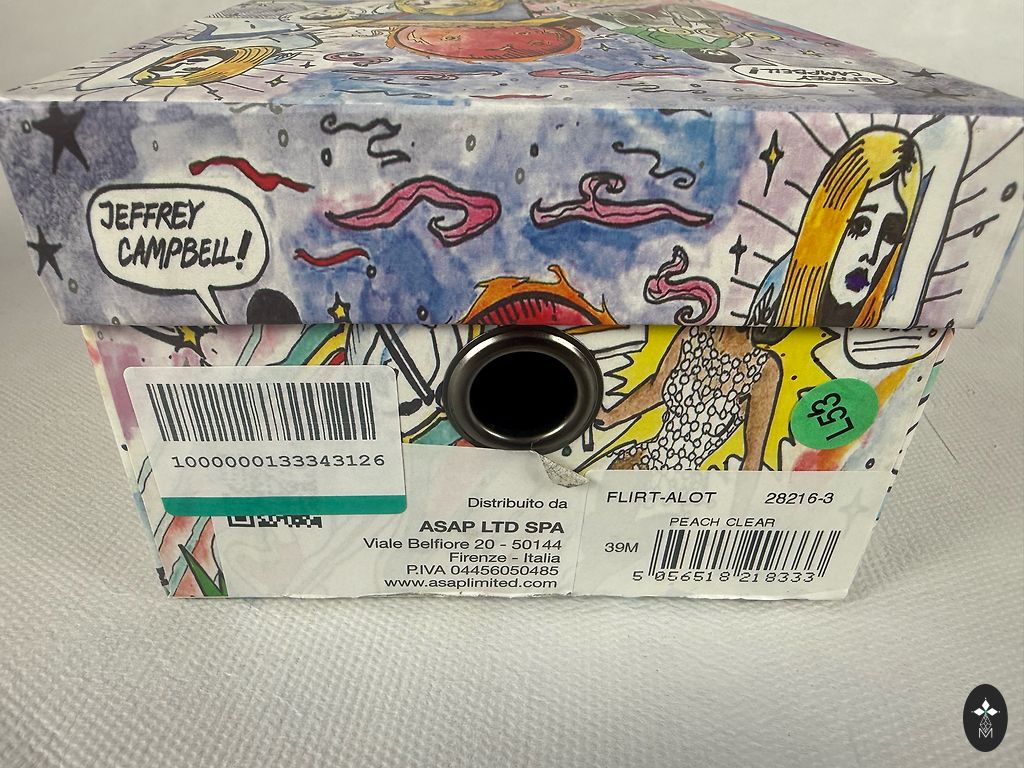 JEFFREY
CAMPBELL!
JEFFREY
CAMPBELL!
1000000133343126
L53
Distribuito da
ASAP LTD SPA
Viale Belfiore 20 - 50144
Firenze - Italia
P.IVA 04456050485
www.asaplimited.com
FLIRT-ALOT 28216-3
PEACH CLEAR
39M
5 056518 218333
M